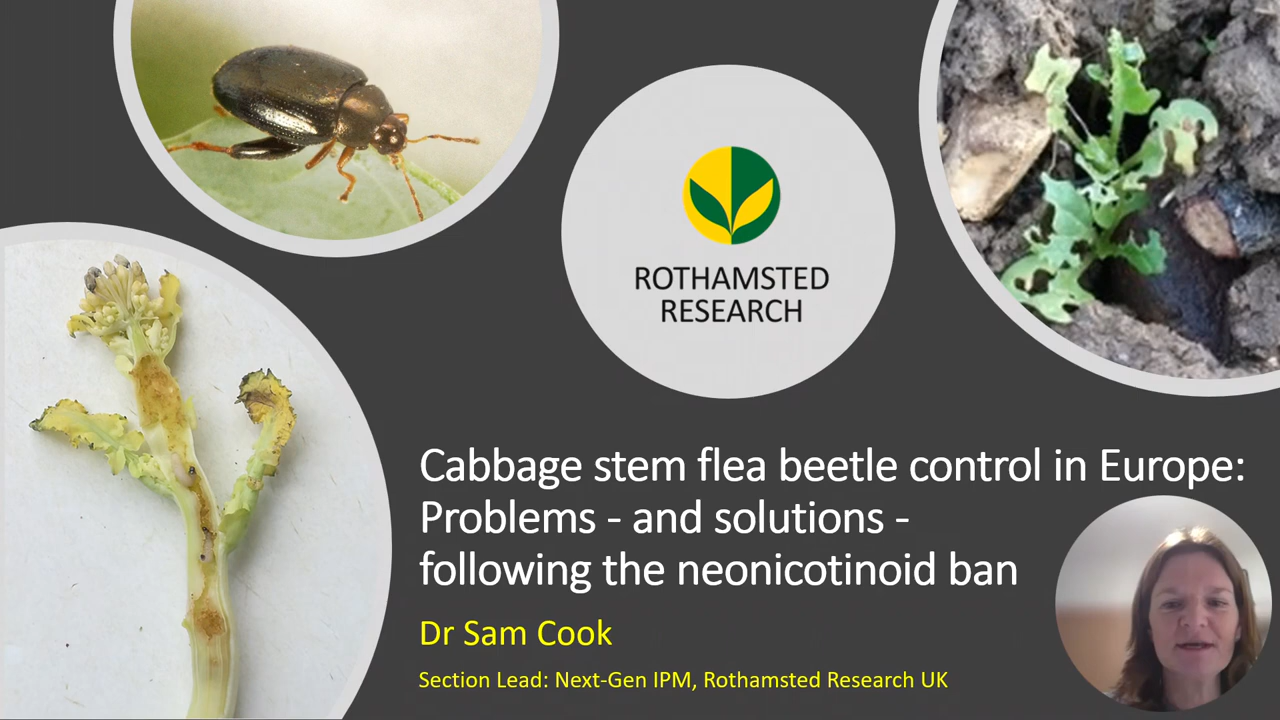 ROTHAMSTED
RESEARCH
Cabbage stem flea beetle control in Europe:
Problems - and solutions -
following the neonicotinoid ban
Dr Sam Cook
Section Lead: Next-Gen IPM, Rothamsted Research UK